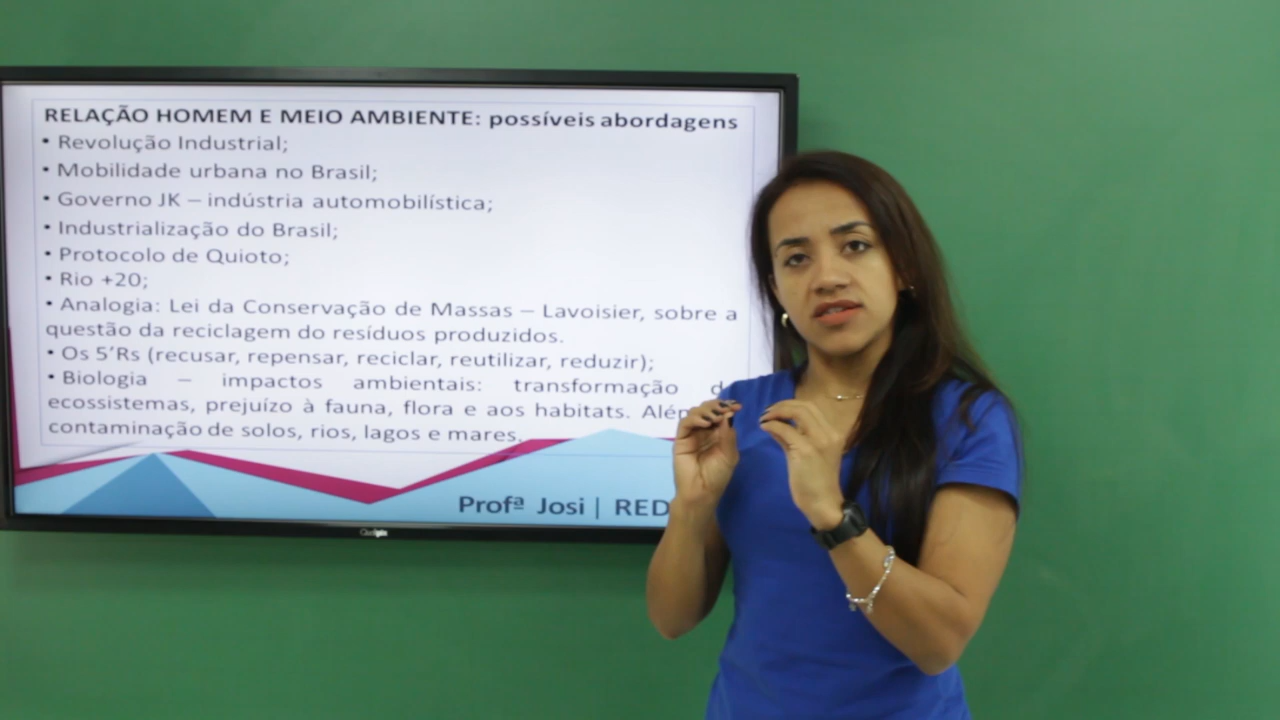 RELAÇÃO HOMEM E MEIO AMBIENTE: possíveis abordagens
• Revolução Industrial;
• Mobilidade urbana no Brasil;
• Governo JK – indústria automobilística;
• Industrialização do Brasil;
• Protocolo de Quioto;
• Rio +20;
• Analogia: Lei da Conservação de Massas – Lavoisier, sobre a
questão da reciclagem do resíduos produzidos.
• Os 5'Rs (recusar, repensar, reciclar, reutilizar, reduzir);
• Biologia – impactos ambientais: transformação
ecossistemas, prejuízo à fauna, flora e aos habitats.
contaminação de solos, rios, lagos e mares.
Profª Josi | RED